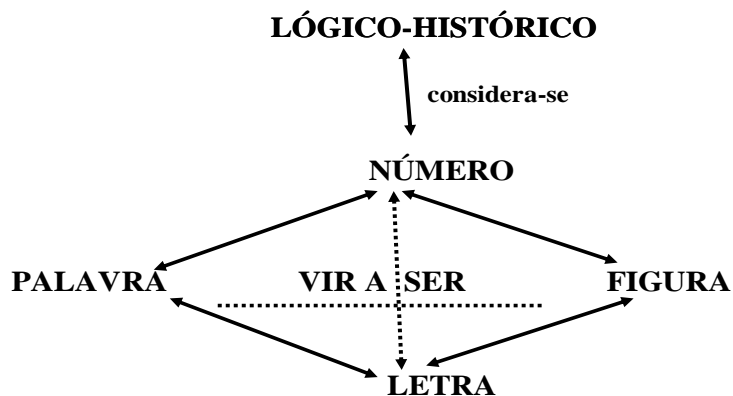 LÓGICO-HISTÓRICO
considera-se
NÚMERO
PALAVRA VIR A SER FIGURA
LETRA